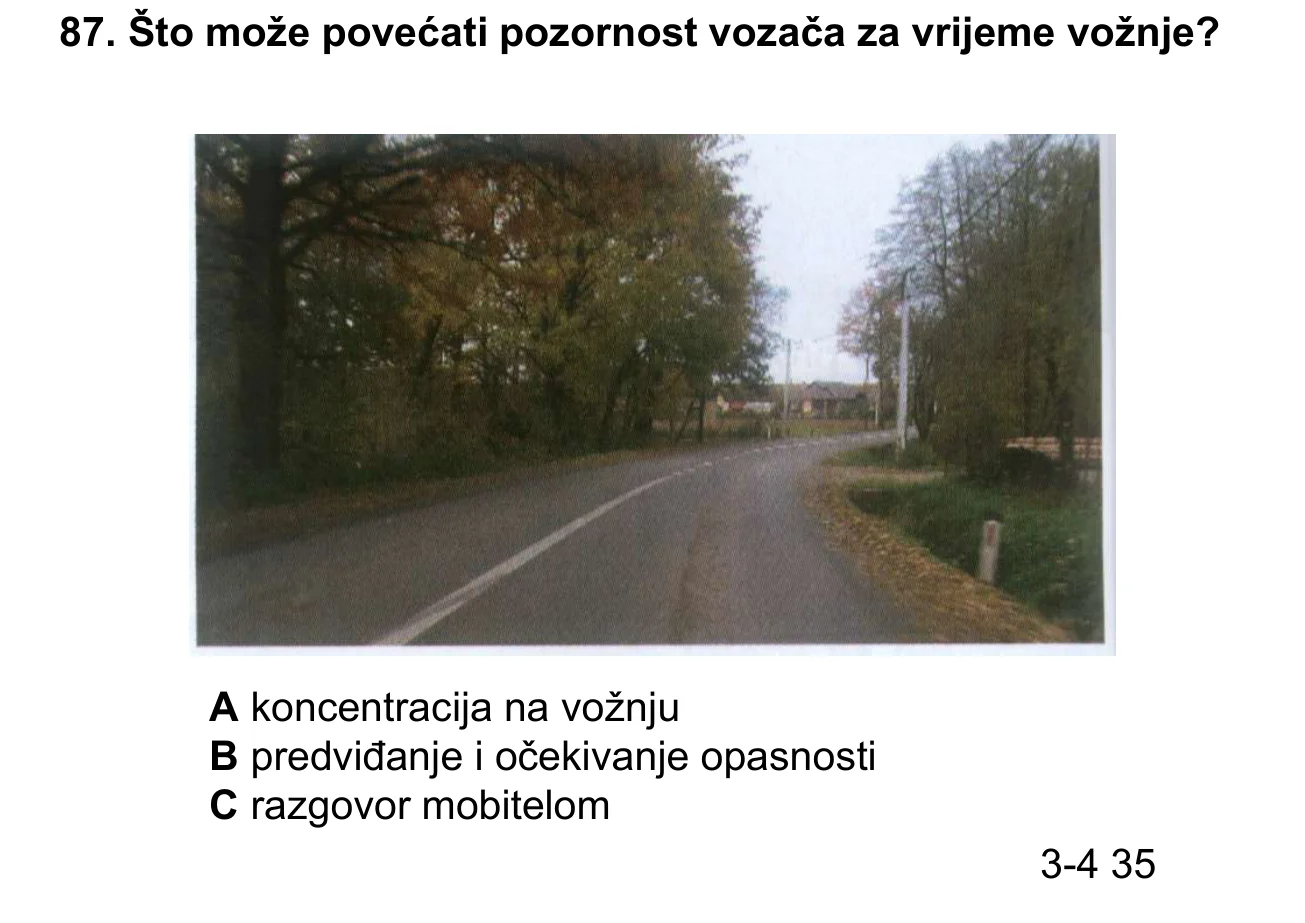 87. Što može povećati pozornost vozača za vrijeme vožnje?
A koncentracija na vožnju
B predviđanje i očekivanje opasnosti
C razgovor mobitelom
3-4 35